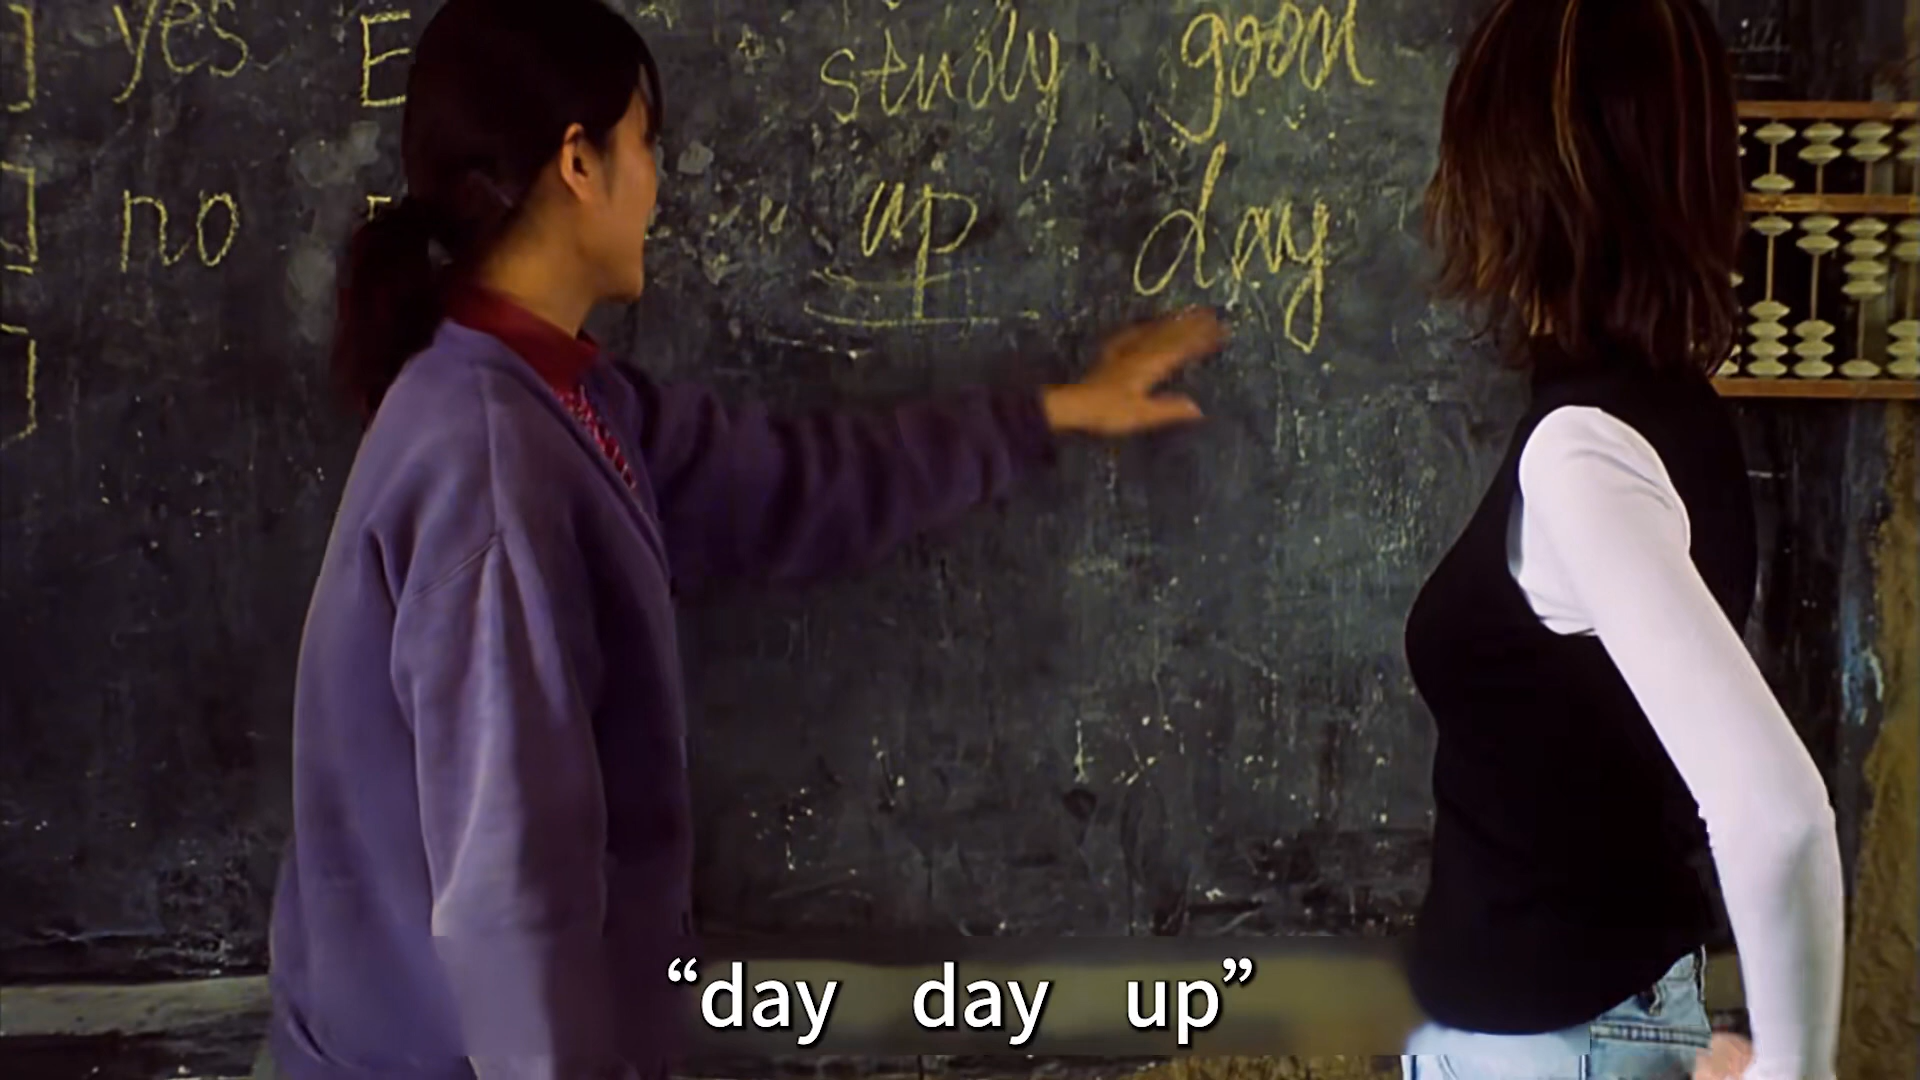 ] yes E study good
] no up day
]
“day day up”